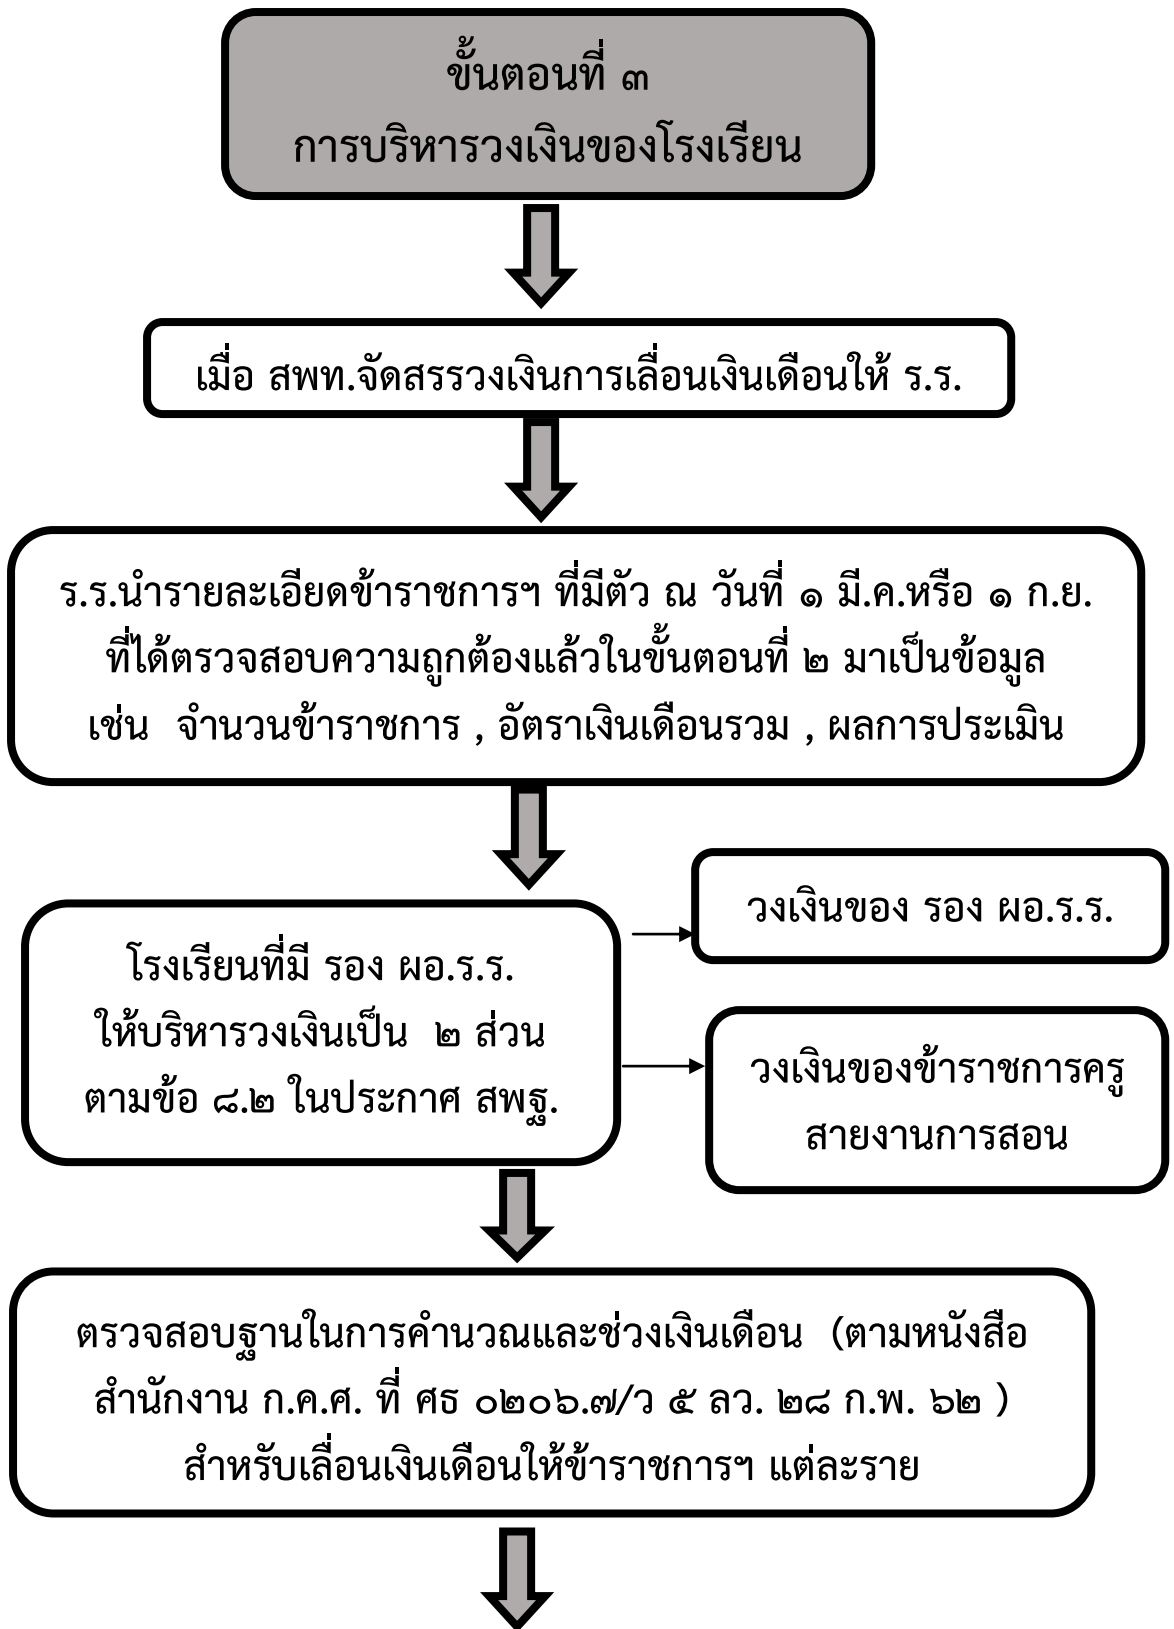 ขั้นตอนที่ ๓
การบริหารวงเงินของโรงเรียน
เมื่อ สพท.จัดสรรวงเงินการเลื่อนเงินเดือนให้ ร.ร.
ร.ร.นำรายละเอียดข้าราชการฯ ที่มีตัว ณ วันที่ ๑ มี.ค.หรือ ๑ ก.ย.
ที่ได้ตรวจสอบความถูกต้องแล้วในขั้นตอนที่ ๒ มาเป็นข้อมูล
เช่น จำนวนข้าราชการ , อัตราเงินเดือนรวม , ผลการประเมิน
โรงเรียนที่มี รอง ผอ.ร.ร.
ให้บริหารวงเงินเป็น ๒ ส่วน
ตามข้อ ๘.๒ ในประกาศ สพฐ.
วงเงินของ รอง ผอ.ร.ร.
วงเงินของข้าราชการครู
สายงานการสอน
ตรวจสอบฐานในการคำนวณและช่วงเงินเดือน (ตามหนังสือ
สำนักงาน ก.ค.ศ. ที่ ศธ ๐๒๐๖.๗/ว ๕ ลว. ๒๘ ก.พ. ๖๒ )
สำหรับเลื่อนเงินเดือนให้ข้าราชการฯ แต่ละราย